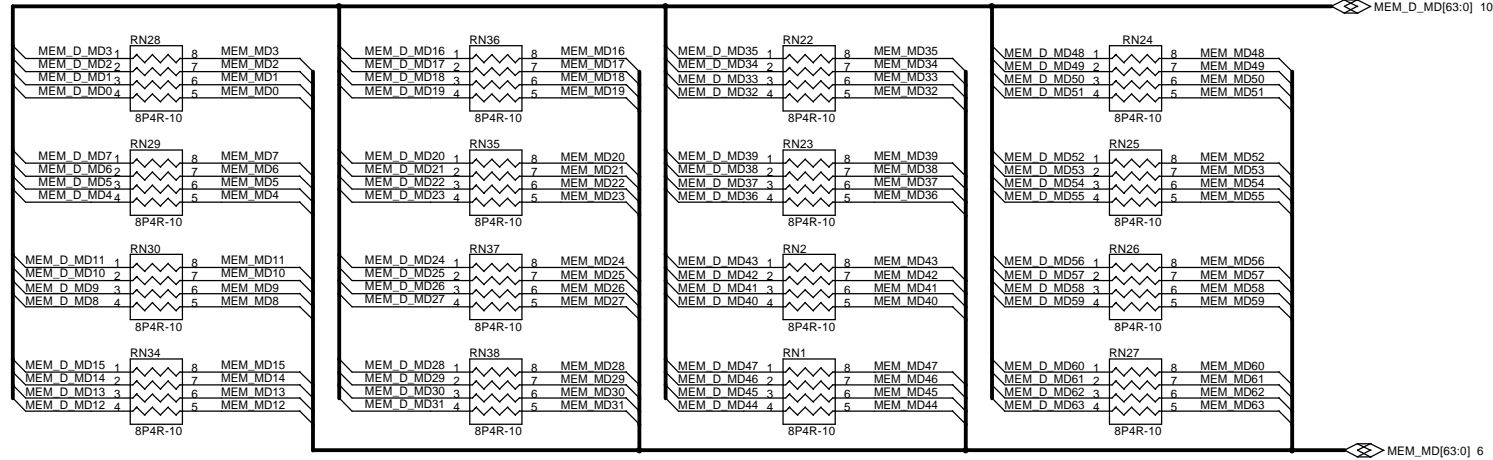 MEM_D_MD[63:0] 10
RN28 RN36 RN22 RN24
MEM_D_MD3 1 8 MEM_MD3 MEM_D_MD16 1 8 MEM_MD16 MEM_D_MD35 1 8 MEM_MD35 MEM_D_MD48 1 8 MEM_MD48
MEM_D_MD2 2 7 MEM_MD2 MEM_D_MD17 2 7 MEM_MD17 MEM_D_MD34 2 7 MEM_MD34 MEM_D_MD49 2 7 MEM_MD49
MEM_D_MD1 3 6 MEM_MD1 MEM_D_MD18 3 6 MEM_MD18 MEM_D_MD33 3 6 MEM_MD33 MEM_D_MD50 3 6 MEM_MD50
MEM_D_MD0 4 5 MEM_MD0 MEM_D_MD19 4 5 MEM_MD19 MEM_D_MD32 4 5 MEM_MD32 MEM_D_MD51 4 5 MEM_MD51
8P4R-10 8P4R-10 8P4R-10 8P4R-10
RN29 RN35 RN23 RN25
MEM_D_MD7 1 8 MEM_MD7 MEM_D_MD20 1 8 MEM_MD20 MEM_D_MD39 1 8 MEM_MD39 MEM_D_MD52 1 8 MEM_MD52
MEM_D_MD6 2 7 MEM_MD6 MEM_D_MD21 2 7 MEM_MD21 MEM_D_MD38 2 7 MEM_MD38 MEM_D_MD53 2 7 MEM_MD53
MEM_D_MD5 3 6 MEM_MD5 MEM_D_MD22 3 6 MEM_MD22 MEM_D_MD37 3 6 MEM_MD37 MEM_D_MD54 3 6 MEM_MD54
MEM_D_MD4 4 5 MEM_MD4 MEM_D_MD23 4 5 MEM_MD23 MEM_D_MD36 4 5 MEM_MD36 MEM_D_MD55 4 5 MEM_MD55
8P4R-10 8P4R-10 8P4R-10 8P4R-10
RN30 RN37 RN2 RN26
MEM_D_MD11 1 8 MEM_MD11 MEM_D_MD24 1 8 MEM_MD24 MEM_D_MD43 1 8 MEM_MD43 MEM_D_MD56 1 8 MEM_MD56
MEM_D_MD10 2 7 MEM_MD10 MEM_D_MD25 2 7 MEM_MD25 MEM_D_MD42 2 7 MEM_MD42 MEM_D_MD57 2 7 MEM_MD57
MEM_D_MD9 3 6 MEM_MD9 MEM_D_MD26 3 6 MEM_MD26 MEM_D_MD41 3 6 MEM_MD41 MEM_D_MD58 3 6 MEM_MD58
MEM_D_MD8 4 5 MEM_MD8 MEM_D_MD27 4 5 MEM_MD27 MEM_D_MD40 4 5 MEM_MD40 MEM_D_MD59 4 5 MEM_MD59
8P4R-10 8P4R-10 8P4R-10 8P4R-10
RN34 RN38 RN1 RN27
MEM_D_MD15 1 8 MEM_MD15 MEM_D_MD28 1 8 MEM_MD28 MEM_D_MD47 1 8 MEM_MD47 MEM_D_MD60 1 8 MEM_MD60
MEM_D_MD14 2 7 MEM_MD14 MEM_D_MD29 2 7 MEM_MD29 MEM_D_MD46 2 7 MEM_MD46 MEM_D_MD61 2 7 MEM_MD61
MEM_D_MD13 3 6 MEM_MD13 MEM_D_MD30 3 6 MEM_MD30 MEM_D_MD45 3 6 MEM_MD45 MEM_D_MD62 3 6 MEM_MD62
MEM_D_MD12 4 5 MEM_MD12 MEM_D_MD31 4 5 MEM_MD31 MEM_D_MD44 4 5 MEM_MD44 MEM_D_MD63 4 5 MEM_MD63
8P4R-10 8P4R-10 8P4R-10 8P4R-10
MEM_MD[63:0] 6